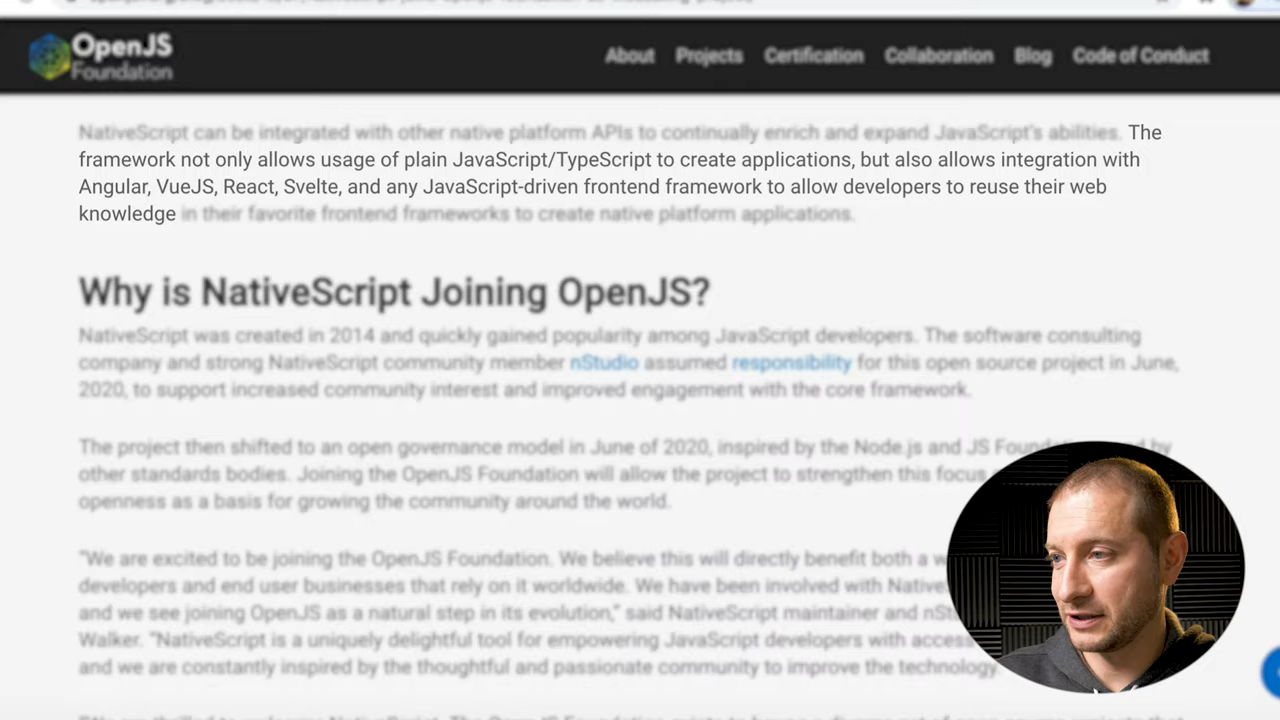 OpenJS
Foundation
About Projects Certification Collaboration Blog Code of Conduct
NativeScript can be integrated with other native platform APIs to continually enrich and expand JavaScript's abilities. The
framework not only allows usage of plain JavaScript/TypeScript to create applications, but also allows integration with
Angular, VueJS, React, Svelte, and any JavaScript-driven frontend framework to allow developers to reuse their web
knowledge in their favorite frontend frameworks to create native platform applications.
Why is NativeScript Joining OpenJS?
NativeScript was created in 2014 and quickly gained popularity among JavaScript developers. The software consulting
company and strong NativeScript community member nStudio assumed responsibility for this open source project in June,
2020, to support increased community interest and improved engagement with the core framework.
The project then shifted to an open governance model in June of 2020, inspired by the Node.js and JS by
other standards bodies. Joining the OpenJS Foundation will allow the project to strengthen this focus
openness as a basis for growing the community around the world.
"We are excited to be joining the OpenJS Foundation. We believe this will directly benefit both a
developers and end user businesses that rely on it worldwide. We have been involved with
and we see joining OpenJS as a natural step in its evolution," said NativeScript maintainer and
Walker. "NativeScript is a uniquely delightful tool for empowering JavaScript developers with
and we are constantly inspired by the thoughtful and passionate community to improve the technology.